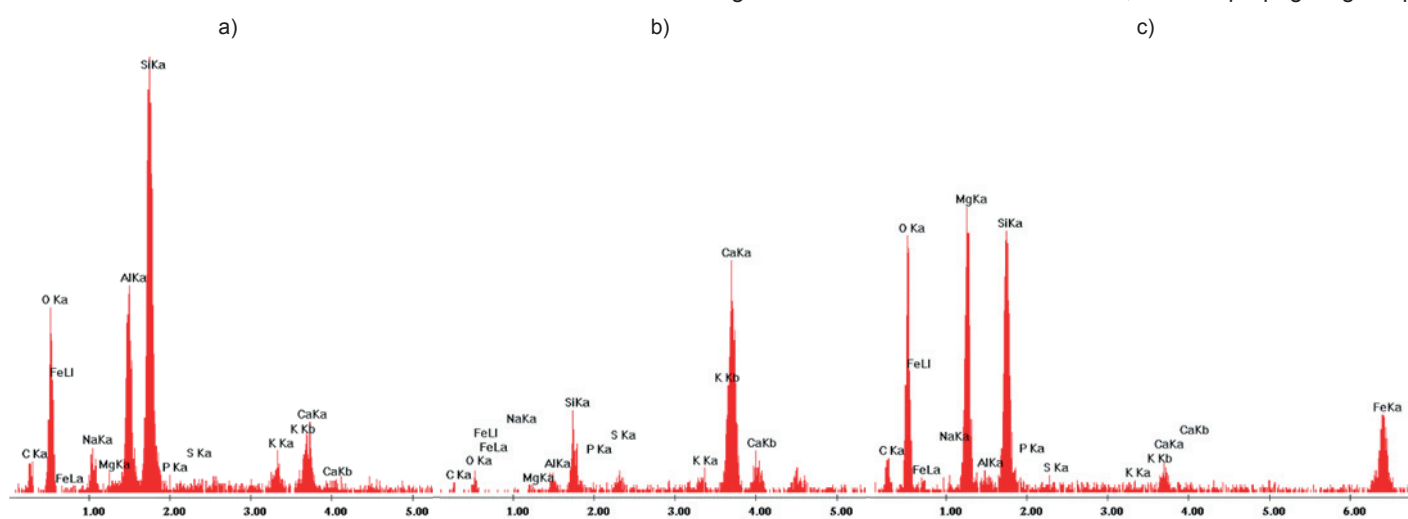 a) b) c)
SiKa
AlKa
O Ka
FeLl
C Ka
FeLa
NaKa
MgKa
P Ka
S Ka
K Ka
K Kb
CaKa
CaKb
1.00 2.00 3.00 4.00 5.00
CaKa
K Kb
SiKa
NaKa
FeLl
FeLa
O Ka
C Ka
MgKa
AlKa
P Ka
S Ka
K Ka
CaKb
1.00 2.00 3.00 4.00 5.00
MgKa
O Ka
SiKa
FeLl
C Ka
FeLa
NaKa
AlKa
P Ka
S Ka
K Ka
K Kb
CaKa
CaKb
FeKa
1.00 2.00 3.00 4.00 5.00 6.00